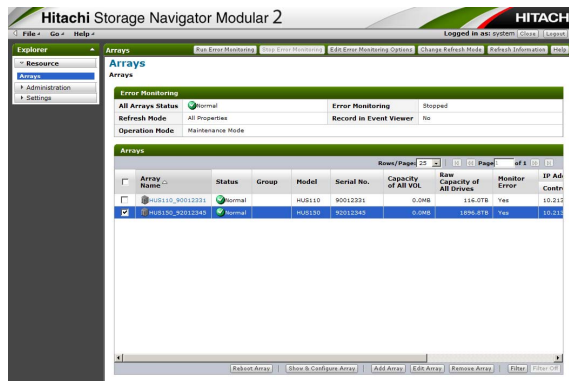 Hitachi Storage Navigator Modular 2
HITACH
File Go Help
Logged in as: system Close Logout
Explorer
Resource
Arrays
Administration
Settings
Arrays
Run Error Monitoring Stop Error Monitoring Edit Error Monitoring Options Change Refresh Mode Refresh Information Help
Arrays
Arrays
Error Monitoring
All Arrays Status Normal Error Monitoring Stopped
Refresh Mode All Properties Record in Event Viewer No
Operation Mode Maintenance Mode
Arrays
Rows/Page: 25 Page 1 of 1
Array Name Status Group Model Serial No. Capacity of All VOL Raw Capacity of All Drives Monitor Error IP Ad
Contr
HUS110_90012331 Normal HUS110 90012331 0.0MB 116.0TB Yes 10.213
HUS150_92012345 Normal HUS150 92012345 0.0MB 1896.8TB Yes 10.213
Reboot Array Show & Configure Array Add Array Edit Array Remove Array Filter Filter Off